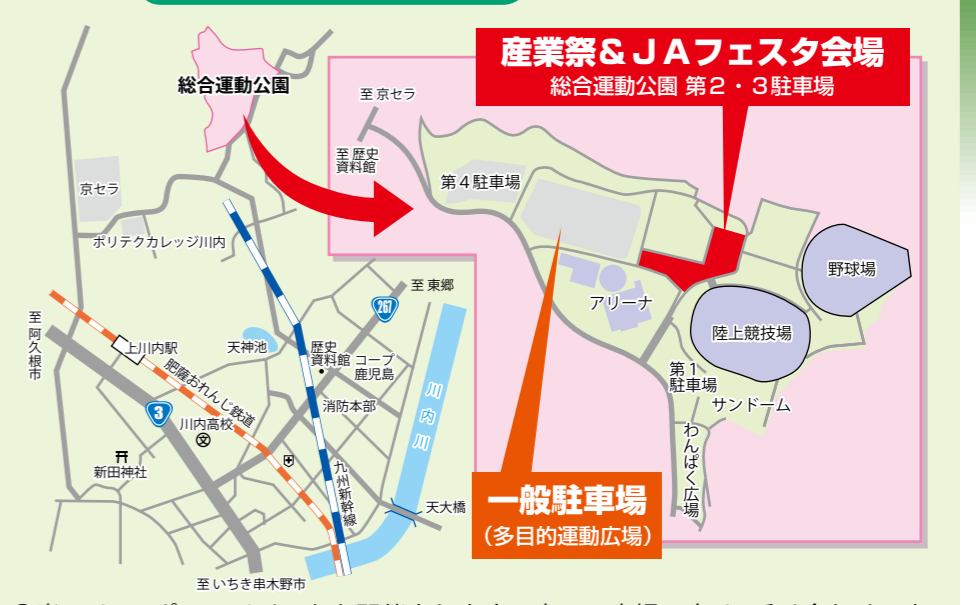 総合運動公園
京セラ
ポリテクカレッジ川内
至 阿久根市
上川内駅
肥薩おれんじ鉄道
天神池
3
川内高校
文
新田神社
歴史
資料館
コープ
鹿児島
消防本部
267
至 東郷
川内川
九州新幹線
天大橋
至 いちき串木野市
産業祭&JAフェスタ会場
総合運動公園 第2・3駐車場
至 京セラ
至 歴史
資料館
第4駐車場
アリーナ
野球場
陸上競技場
第1
駐車場
サンドーム
わんぱく広場
一般駐車場
(多目的運動広場)